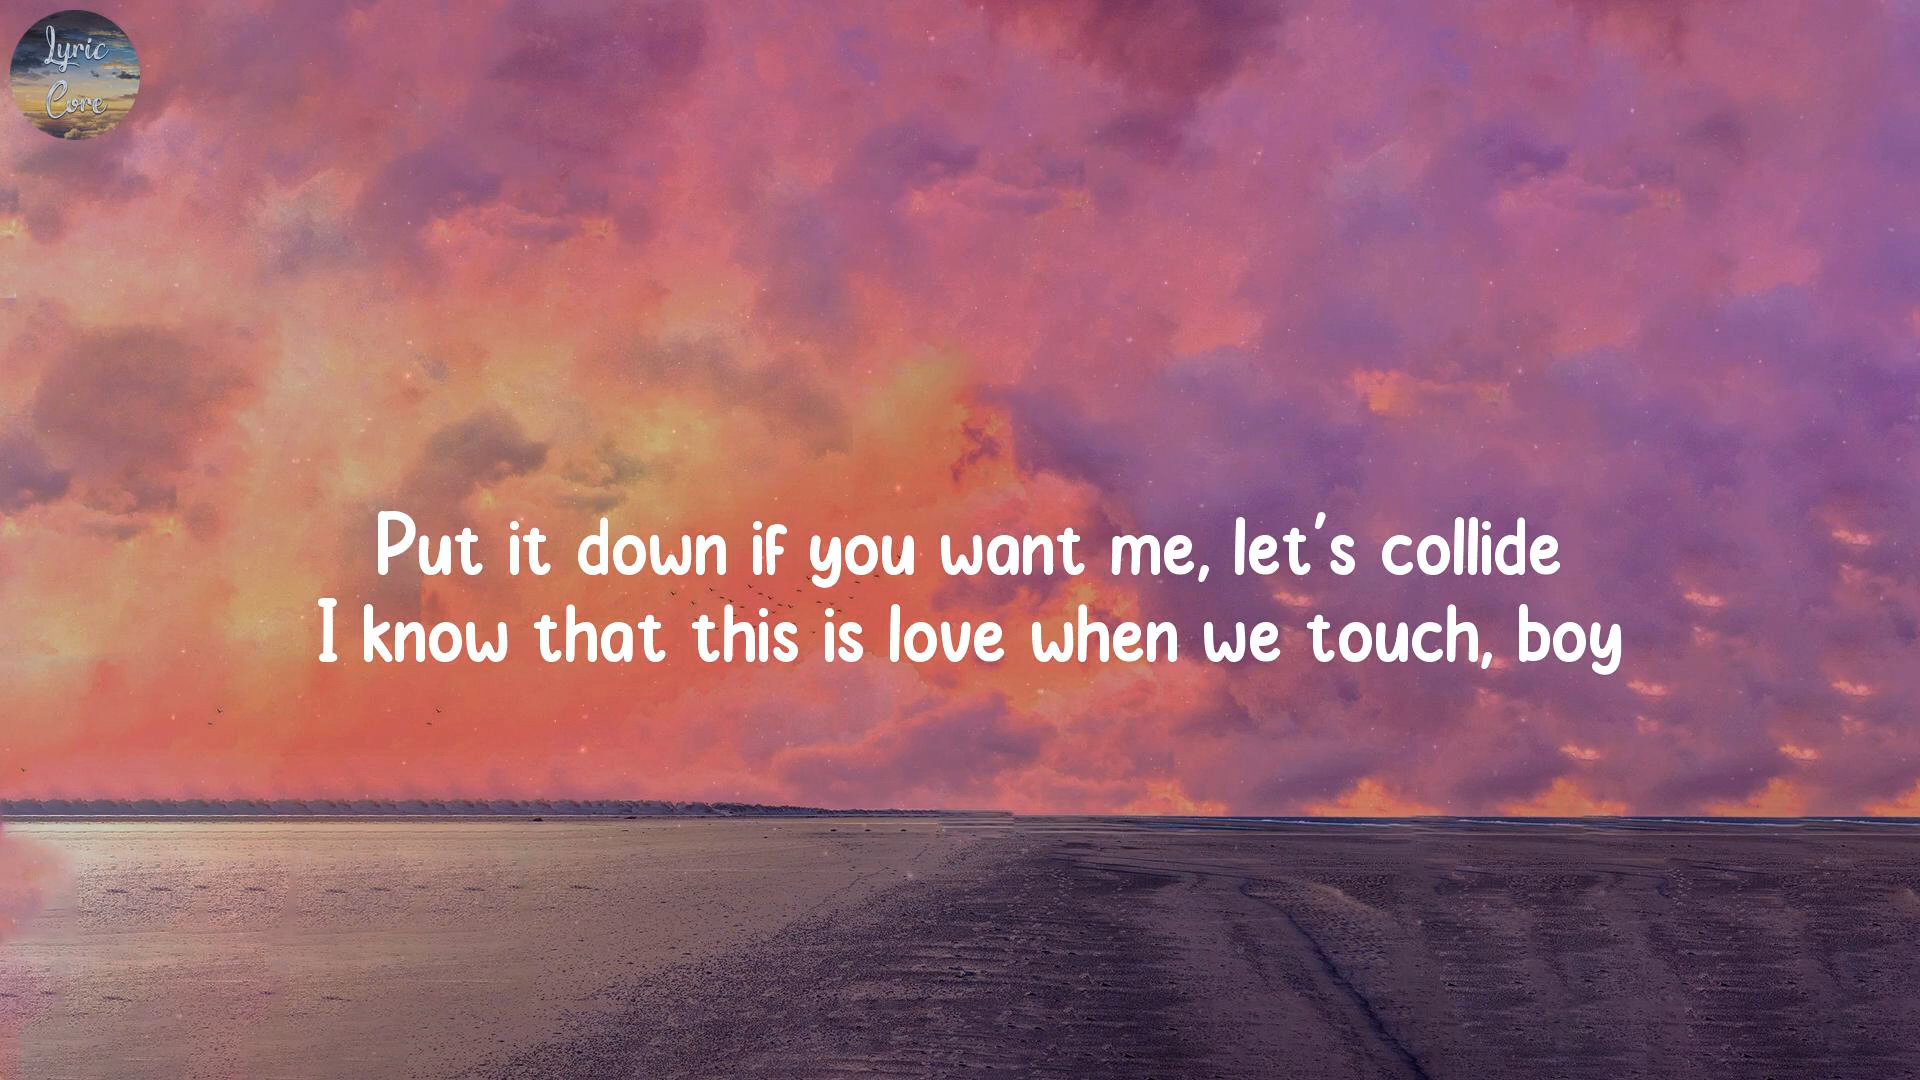 Lyric
Core
Put it down if you want me, let's collide
I know that this is love when we touch, boy